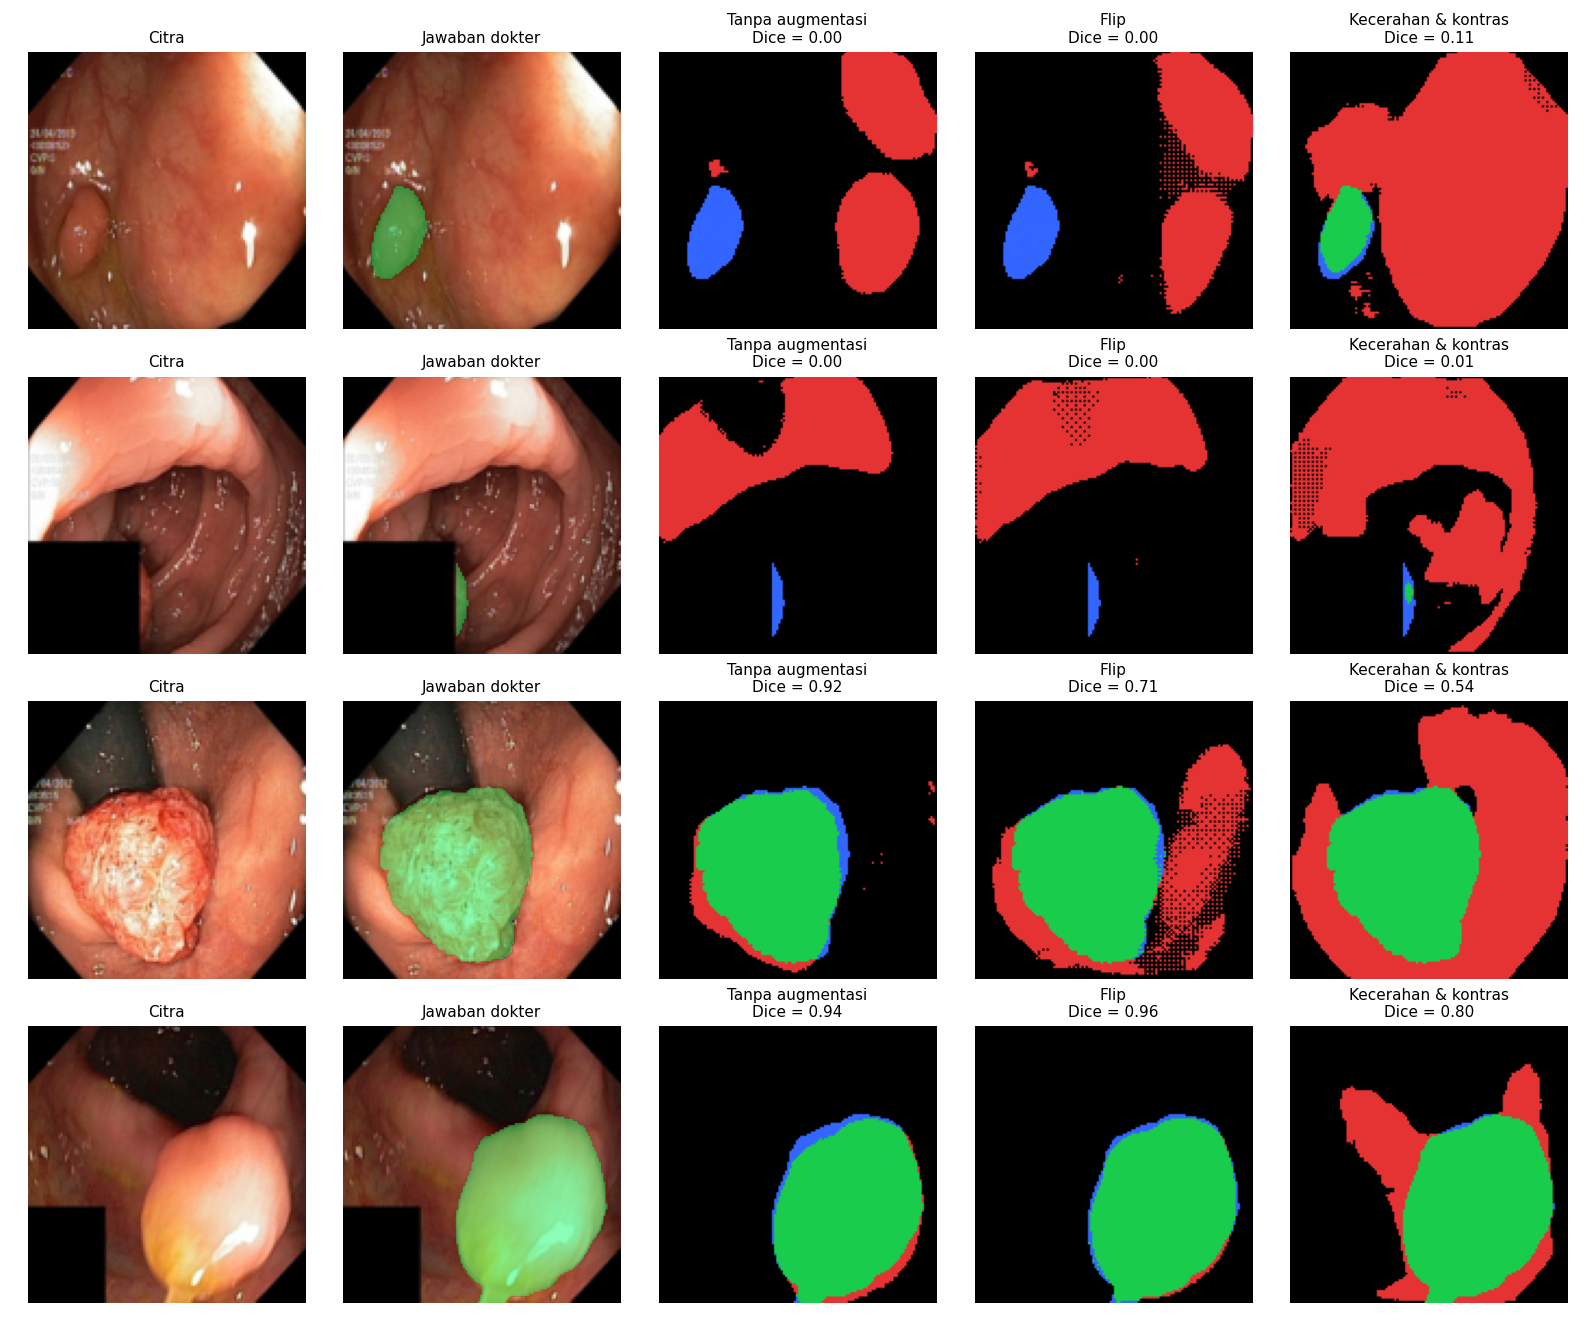 Citra
Jawaban dokter
Tanpa augmentasi
Dice = 0.00
Flip
Dice = 0.00
Kecerahan & kontras
Dice = 0.11
Citra
Jawaban dokter
Tanpa augmentasi
Dice = 0.00
Flip
Dice = 0.00
Kecerahan & kontras
Dice = 0.01
Citra
Jawaban dokter
Tanpa augmentasi
Dice = 0.92
Flip
Dice = 0.71
Kecerahan & kontras
Dice = 0.54
Citra
Jawaban dokter
Tanpa augmentasi
Dice = 0.94
Flip
Dice = 0.96
Kecerahan & kontras
Dice = 0.80